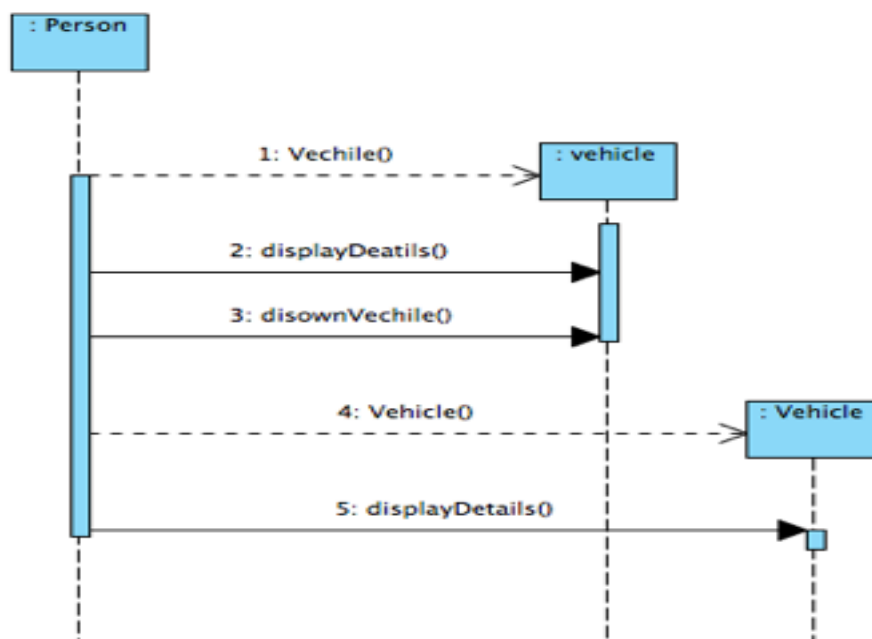 : Person
1: Vechile()
: vehicle
2: displayDeatils()
3: disownVechile()
4: Vehicle()
: Vehicle
5: displayDetails()